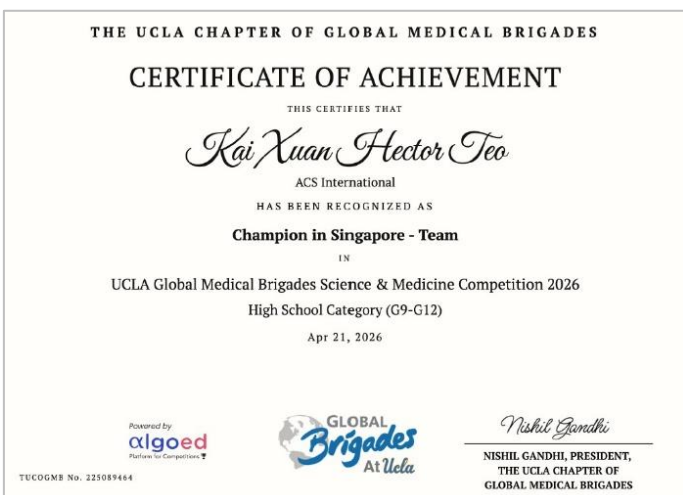 THE UCLA CHAPTER OF GLOBAL MEDICAL BRIGADES
CERTIFICATE OF ACHIEVEMENT
THIS CERTIFIES THAT
Kai Xuan Hector Teo
ACS International
HAS BEEN RECOGNIZED AS
Champion in Singapore - Team
IN
UCLA Global Medical Brigades Science & Medicine Competition 2026
High School Category (G9-G12)
Apr 21, 2026
Powered by
algoed
Platform for Competitions
GLOBAL
Brigades
At Ucla
Nishil Gandhi
NISHIL GANDHI, PRESIDENT,
THE UCLA CHAPTER OF
GLOBAL MEDICAL BRIGADES
TUCOGMB No. 225089464